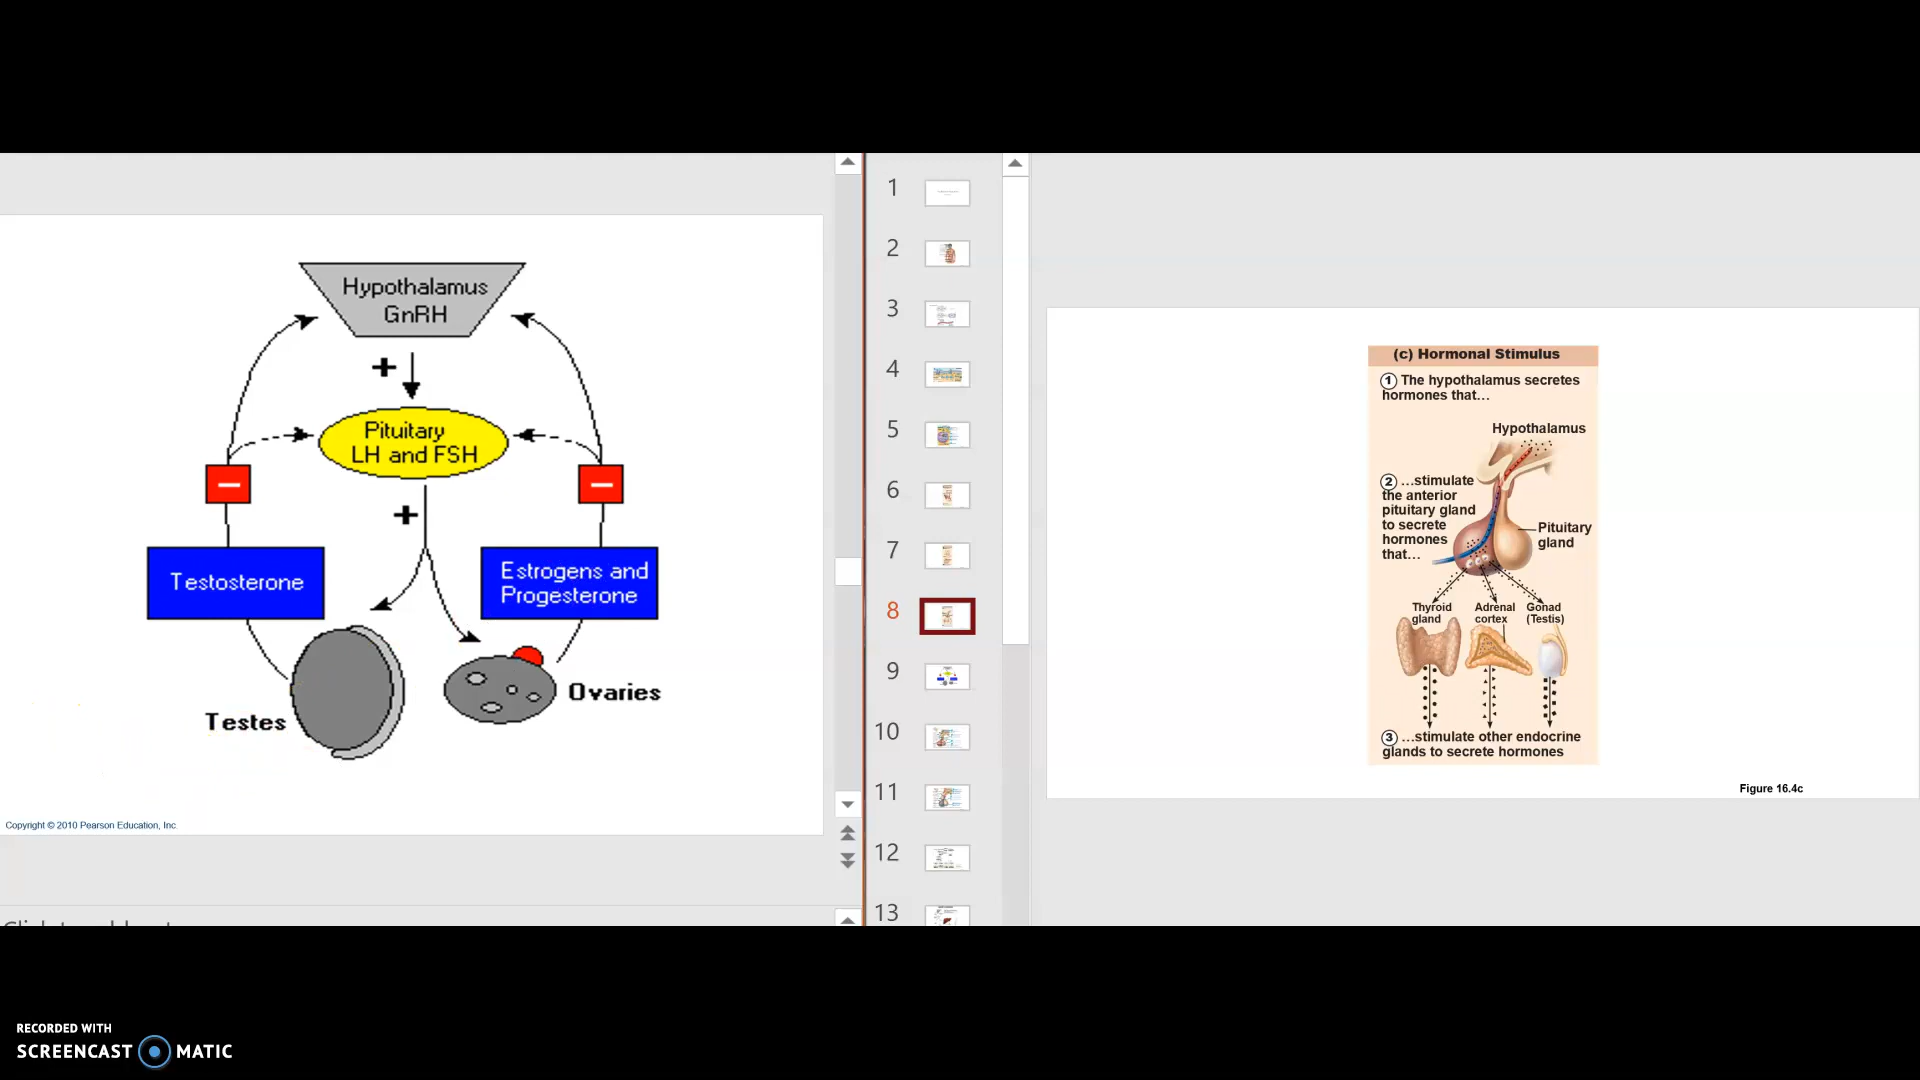 Hypothalamus
GnRH
+
Pituitary
LH and FSH
+
Testosterone
Estrogens and
Progesterone
Testes
Ovaries
Copyright © 2010 Pearson Education, Inc.
1
2
3
4
5
6
7
8
9
10
11
12
13
(c) Hormonal Stimulus
1 The hypothalamus secretes
hormones that…
Hypothalamus
2 …stimulate
the anterior
pituitary gland
to secrete
hormones
that…
Pituitary
gland
Thyroid
gland
Adrenal
cortex
Gonad
(Testis)
3 …stimulate other endocrine
glands to secrete hormones
Figure 16.4c
RECORDED WITH
SCREENCAST MATIC